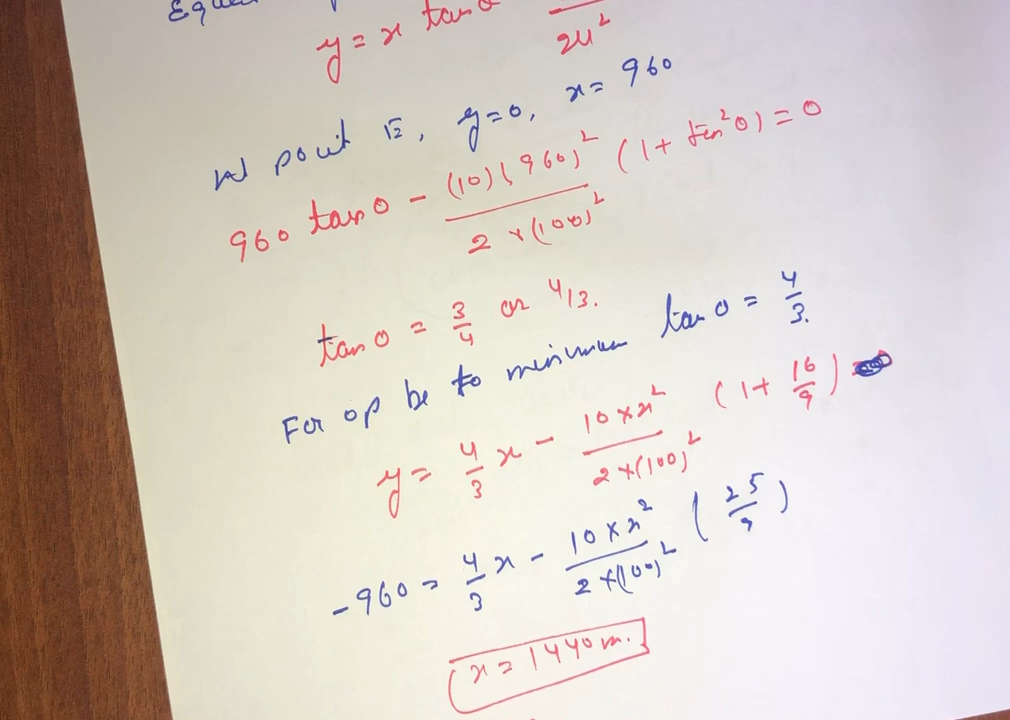 y = x tan θ 2u²
At point E, y=0, x= 960
960 tan θ - (10)(960)² / 2 × (100)² (1 + tan²θ) = 0
tan θ = 3/4 or 4/3.
For op be to minimum tan θ = 4/3.
y = 4/3 x - 10 × x² / 2 × (100)² (1 + 16/9)
-960 = 4/3 x - 10 × x² / 2 × (100)² (25/9)
x = 1440 m.